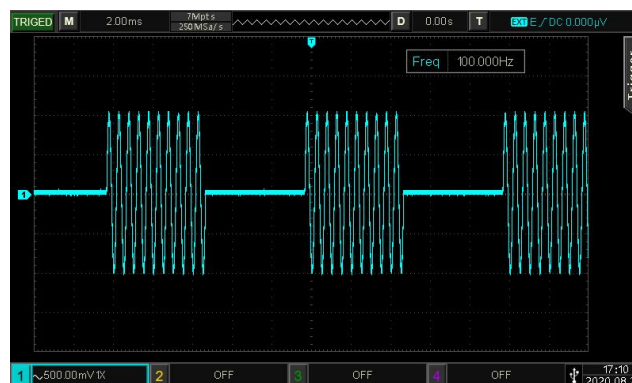 TRIGED M 2.00ms 7Mpts D 0.00s T EXT E DC 0.000µV
250MSa/s
T
Freq 100.000Hz
Trigger
1
1 500.00mV 1X 2 OFF 3 OFF 4 OFF 17:10
2020.08